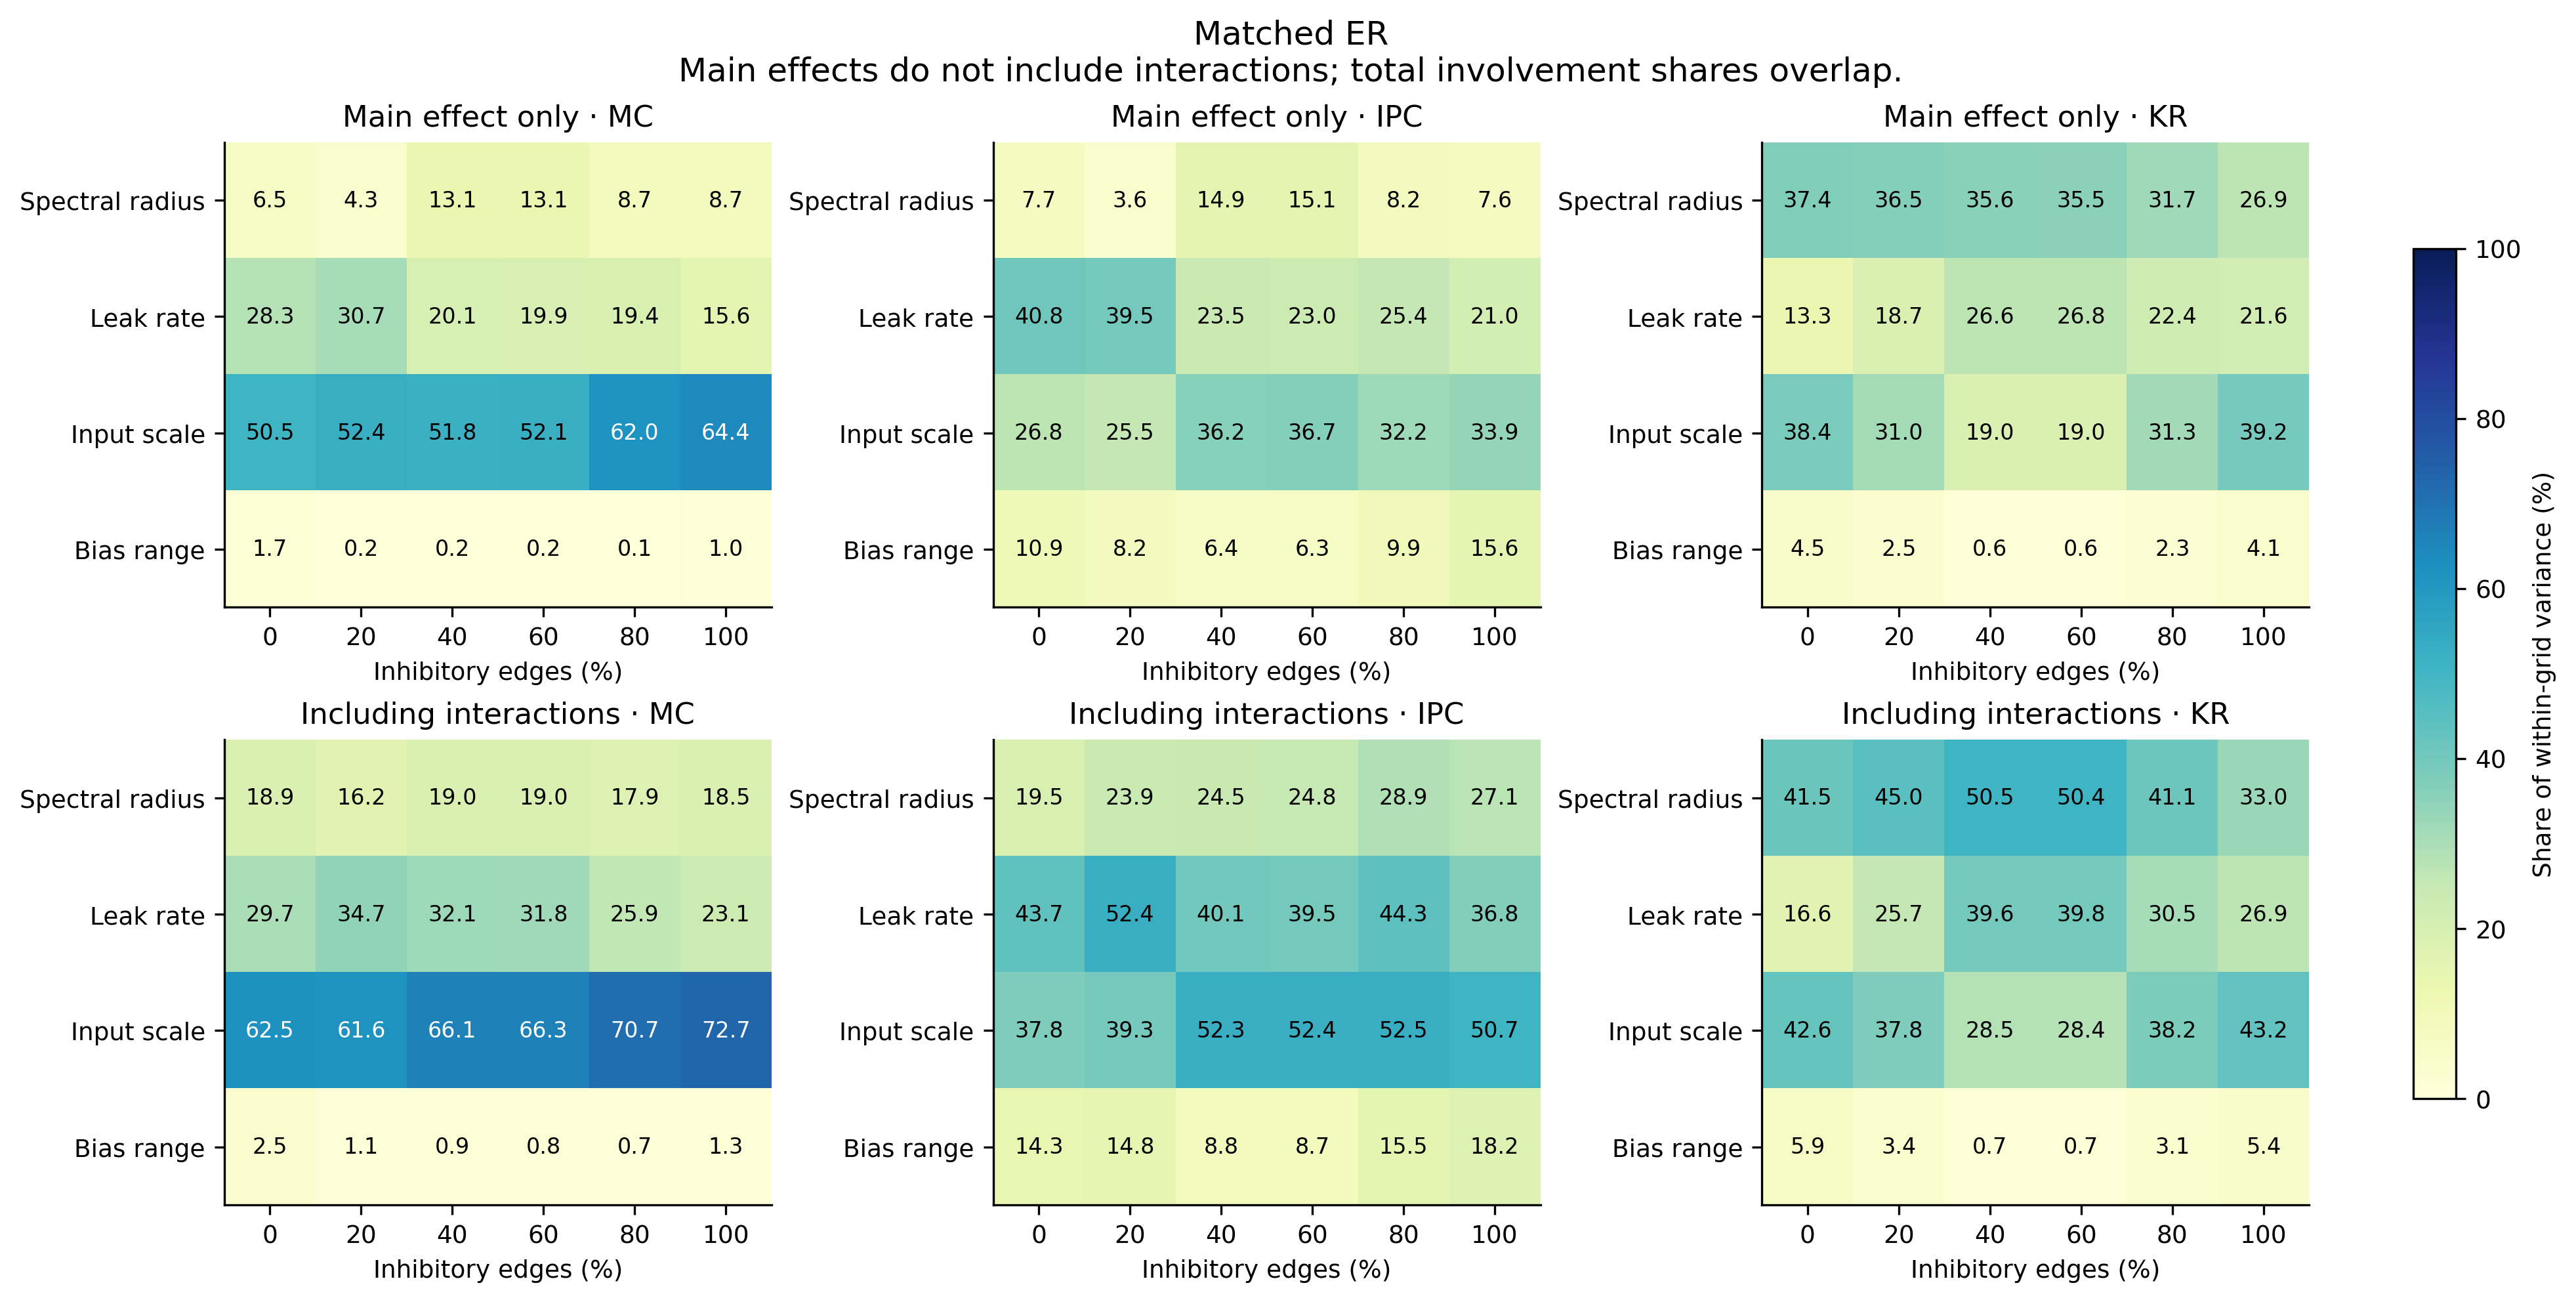 Matched ER
Main effects do not include interactions; total involvement shares overlap.
Main effect only · MC
Spectral radius 6.5 4.3 13.1 13.1 8.7 8.7
Leak rate 28.3 30.7 20.1 19.9 19.4 15.6
Input scale 50.5 52.4 51.8 52.1 62.0 64.4
Bias range 1.7 0.2 0.2 0.2 0.1 1.0
0 20 40 60 80 100
Inhibitory edges (%)
Main effect only · IPC
Spectral radius 7.7 3.6 14.9 15.1 8.2 7.6
Leak rate 40.8 39.5 23.5 23.0 25.4 21.0
Input scale 26.8 25.5 36.2 36.7 32.2 33.9
Bias range 10.9 8.2 6.4 6.3 9.9 15.6
0 20 40 60 80 100
Inhibitory edges (%)
Main effect only · KR
Spectral radius 37.4 36.5 35.6 35.5 31.7 26.9
Leak rate 13.3 18.7 26.6 26.8 22.4 21.6
Input scale 38.4 31.0 19.0 19.0 31.3 39.2
Bias range 4.5 2.5 0.6 0.6 2.3 4.1
0 20 40 60 80 100
Inhibitory edges (%)
Including interactions · MC
Spectral radius 18.9 16.2 19.0 19.0 17.9 18.5
Leak rate 29.7 34.7 32.1 31.8 25.9 23.1
Input scale 62.5 61.6 66.1 66.3 70.7 72.7
Bias range 2.5 1.1 0.9 0.8 0.7 1.3
0 20 40 60 80 100
Inhibitory edges (%)
Including interactions · IPC
Spectral radius 19.5 23.9 24.5 24.8 28.9 27.1
Leak rate 43.7 52.4 40.1 39.5 44.3 36.8
Input scale 37.8 39.3 52.3 52.4 52.5 50.7
Bias range 14.3 14.8 8.8 8.7 15.5 18.2
0 20 40 60 80 100
Inhibitory edges (%)
Including interactions · KR
Spectral radius 41.5 45.0 50.5 50.4 41.1 33.0
Leak rate 16.6 25.7 39.6 39.8 30.5 26.9
Input scale 42.6 37.8 28.5 28.4 38.2 43.2
Bias range 5.9 3.4 0.7 0.7 3.1 5.4
0 20 40 60 80 100
Inhibitory edges (%)
100
80
60
40
20
0
Share of within-grid variance (%)